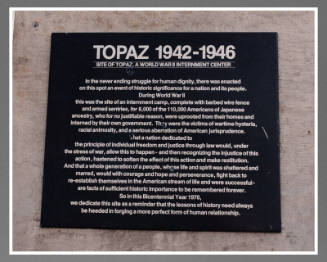 TOPAZ 1942-1946
SITE OF TOPAZ, A WORLD WAR II INTERNMENT CENTER
In the never ending struggle for human dignity, there was enacted
on this spot an event of historic significance for a nation and its people.
During World War II
this was the site of an internment camp, complete with barbed wire fence
and armed sentries, for 8,000 of the 110,000 Americans of Japanese
ancestry, who for no justifiable reason, were uprooted from their homes and
interned by their own government. They were the victims of wartime hysteria,
racial animosity, and a serious aberration of American jurisprudence.
that a nation dedicated to
the principle of individual freedom and justice through law would, under
the stress of war, allow this to happen—and then recognizing the injustice of this
action, hastened to soften the effect of this action and make restitution.
And that a whole generation of a people, whose life and spirit was sheltered and
marred, would with courage and hope and perseverance, fight back to
re-establish themselves in the American stream of life and were successful-
are facts of sufficient historic importance to be remembered forever.
So in this Bicentennial Year 1976,
we dedicate this site as a reminder that the lessons of history need always
be heeded in forging a more perfect form of human relationship.